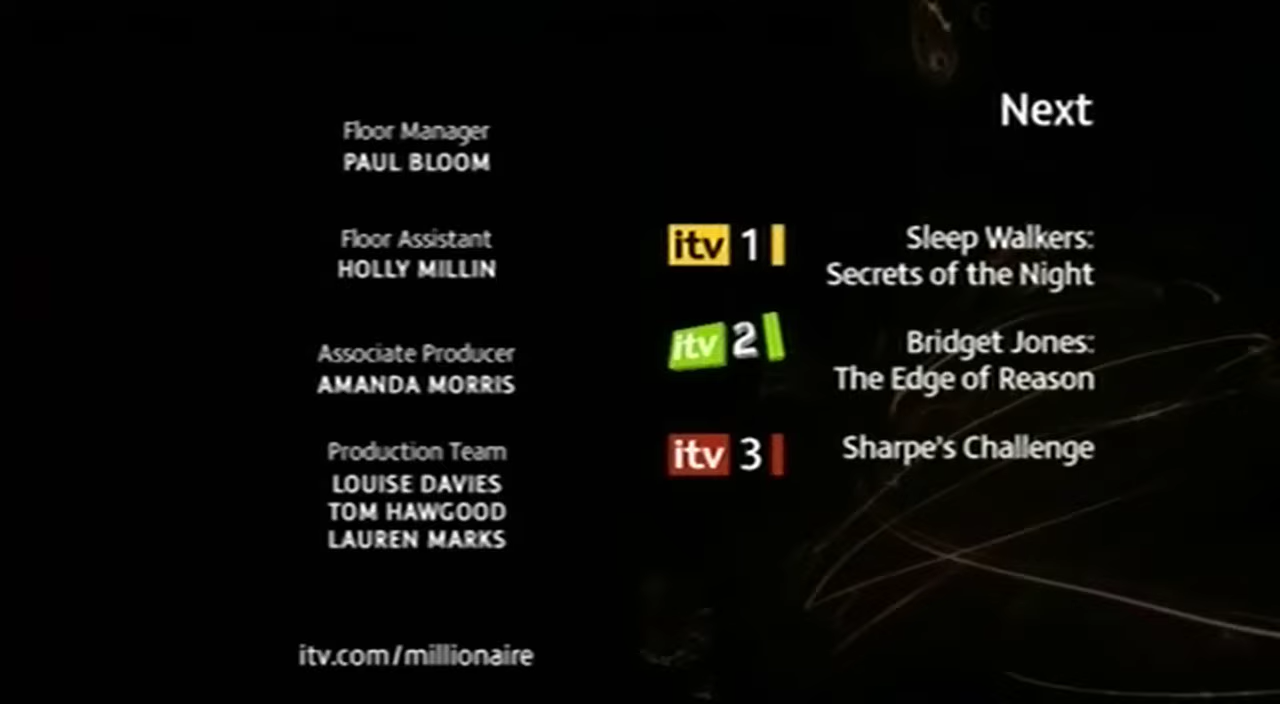 Floor Manager
PAUL BLOOM
Floor Assistant
HOLLY MILLIN
Associate Producer
AMANDA MORRIS
Production Team
LOUISE DAVIES
TOM HAWGOOD
LAUREN MARKS
itv.com/millionaire
Next
itv 1
Sleep Walkers:
Secrets of the Night
itv 2
Bridget Jones:
The Edge of Reason
itv 3
Sharpe's Challenge